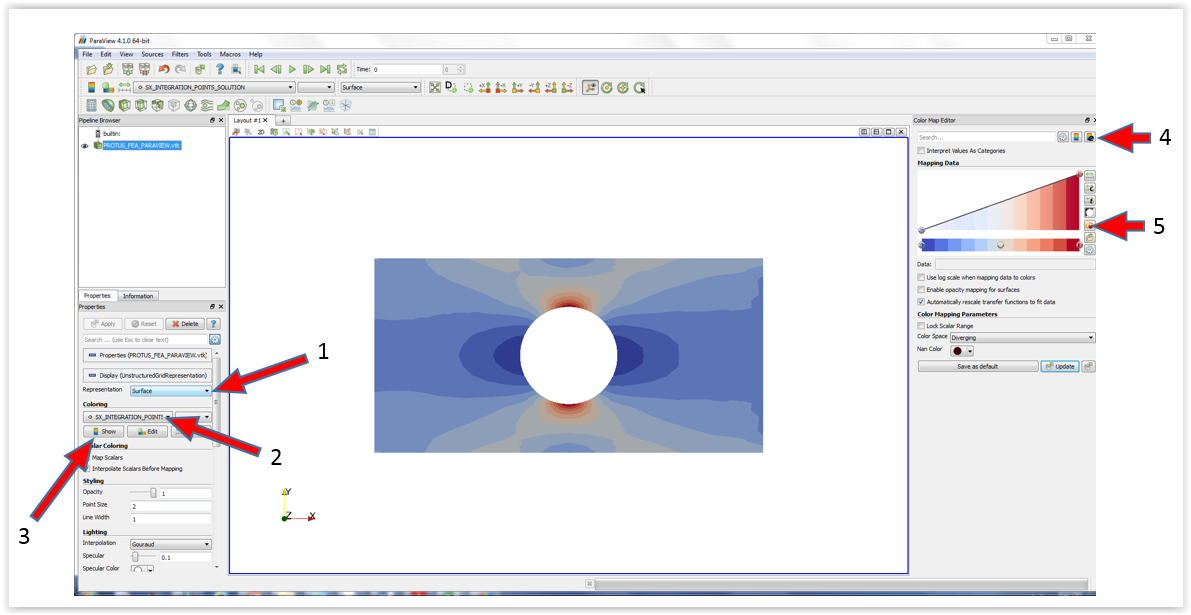 ParaView 4.1.0 64-bit
File Edit View Sources Filters Tools Macros Help
Time: 0 0
SX_INTEGRATION_POINTS_SOLUTION Surface
Pipeline Browser
Layout #1 X +
Color Map Editor
builtin:
2D
Search... 4
PROTUS_FEA_PARAVIEW.vtk
Interpret Values As Categories
Mapping Data
5
Data:
Use log scale when mapping data to colors
Enable opacity mapping for surfaces
Properties Information
Automatically rescale transfer functions to fit data
Properties
Color Mapping Parameters
Apply Reset Delete ?
Lock Scalar Range
Search ... (use Esc to clear text)
Color Space Diverging
Properties (PROTUS_FEA_PARAVIEW.vtk)
1
Nan Color
Save as default Update
Display (UnstructuredGridRepresentation)
Representation Surface
Coloring
SX_INTEGRATION_POINTS
Show Edit
2
lar Coloring
Map Scalars
Interpolate Scalars Before Mapping
Styling
Opacity 1
Y
Point Size 2
Z X
Line Width 1
3
Lighting
Interpolation Gouraud
Specular 0.1
Specular Color